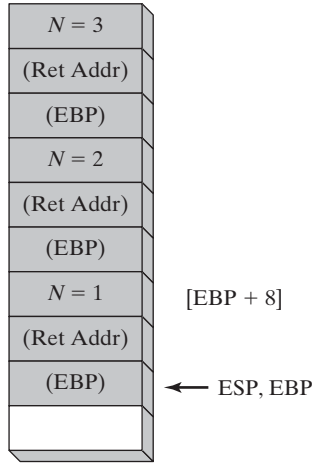 N = 3
(Ret Addr)
(EBP)
N = 2
(Ret Addr)
(EBP)
N = 1 [EBP + 8]
(Ret Addr)
(EBP) ESP, EBP